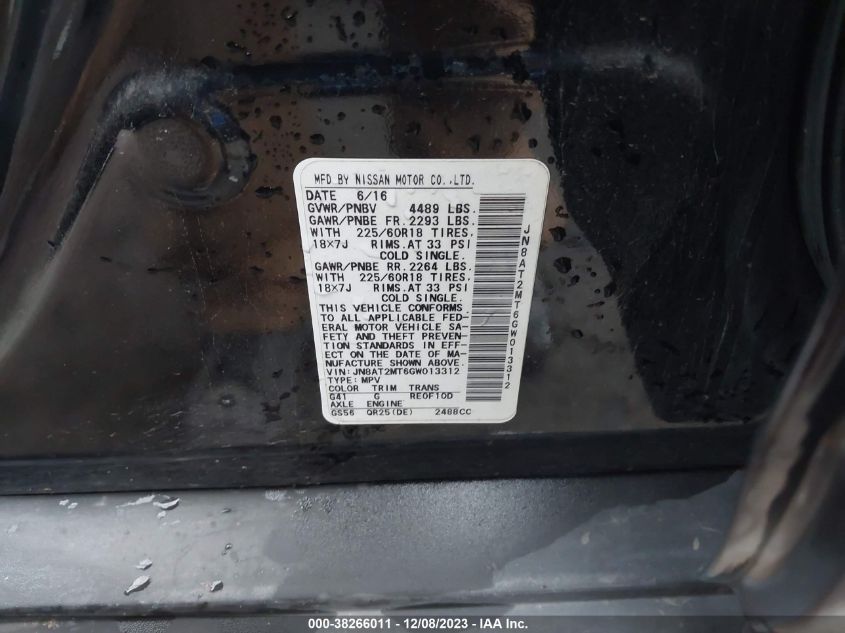 MFD BY NISSAN MOTOR CO.,LTD.
DATE 6/16
GVWR/PNBV 4489 LBS.
GAWR/PNBE FR. 2293 LBS.
WITH 225/60R18 TIRES.
18X7J RIMS. AT 33 PSI
COLD SINGLE.
GAWR/PNBE RR. 2264 LBS.
WITH 225/60R18 TIRES.
18X7J RIMS. AT 33 PSI
COLD SINGLE.
THIS VEHICLE CONFORMS
TO ALL APPLICABLE FED-
ERAL MOTOR VEHICLE SA-
FETY AND THEFT PREVEN-
TION STANDARDS IN EFF-
ECT ON THE DATE OF MA-
NUFACTURE SHOWN ABOVE.
VIN: JN8AT2MT6GW013312
TYPE: MPV
COLOR TRIM TRANS
G41 G RE0F10D
AXLE ENGINE
GS56 QR25(DE) 2488CC
JN8AT2MT6GW013312
000-38266011 - 12/08/2023 - COPYRIGHT IAA, LLC.